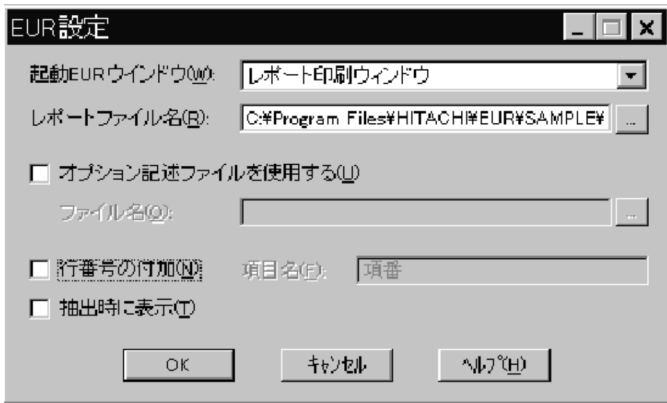 EUR設定
起動EURウインドウ(W): レポート印刷ウィンドウ
レポートファイル名(R): C:¥Program Files¥HITACHI¥EUR¥SAMPLE¥ ...
オプション記述ファイルを使用する(U)
ファイル名(O): ...
行番号の付加(N) 項目名(F): 項番
抽出時に表示(T)
OK キャンセル ヘルプ(H)